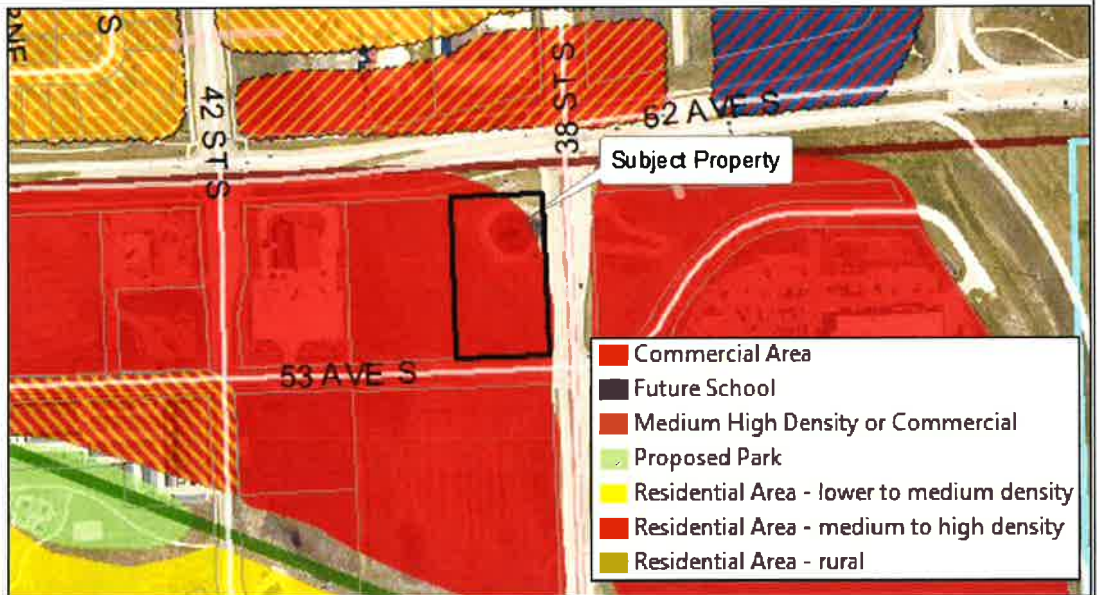 S
42 ST S
38 ST S
52 AVE S
Subject Property
53 AVE S
Commercial Area
Future School
Medium High Density or Commercial
Proposed Park
Residential Area - lower to medium density
Residential Area - medium to high density
Residential Area - rural